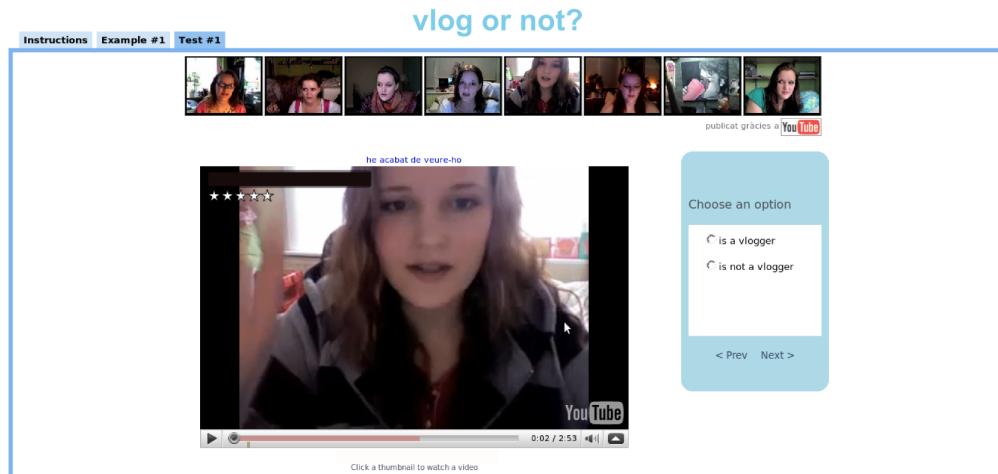 vlog or not?
Instructions Example #1 Test #1
publicat gràcies a YouTube
he acabat de veure-ho
Choose an option
is a vlogger
is not a vlogger
< Prev Next >
YouTube
0:02 / 2:53
Click a thumbnail to watch a video